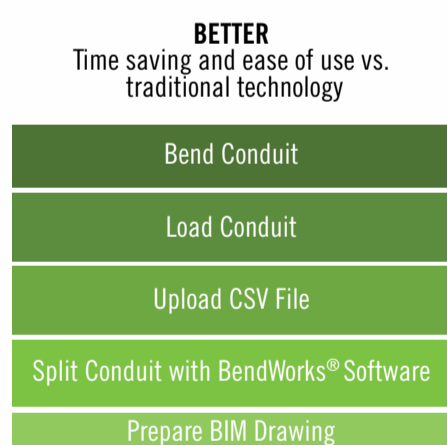 BETTER
Time saving and ease of use vs.
traditional technology
Bend Conduit
Load Conduit
Upload CSV File
Split Conduit with BendWorks® Software
Prepare BIM Drawing